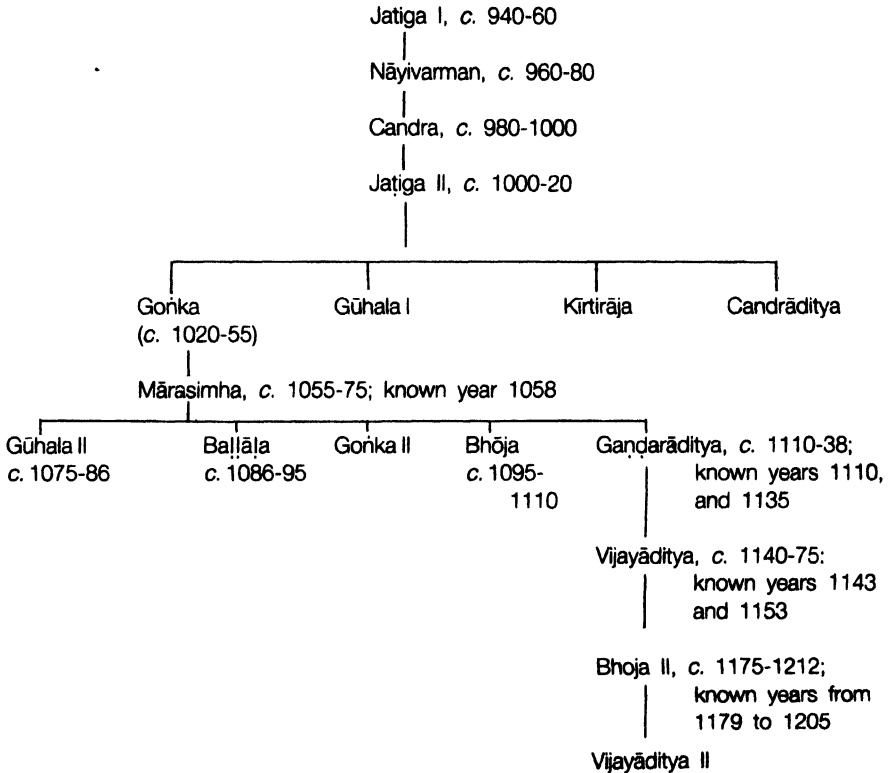 Jatiga I, c. 940-60
Nāyivarman, c. 960-80
Candra, c. 980-1000
Jaṭiga II, c. 1000-20
Goṅka
(c. 1020-55)
Gūhala I
Kīrtirāja
Candrāditya
Mārasimha, c. 1055-75; known year 1058
Gūhala II
c. 1075-86
Baḷḷāḷa
c. 1086-95
Goṅka II
Bhōja
c. 1095-
1110
Gaṇḍarāditya, c. 1110-38;
known years 1110,
and 1135
Vijayāditya, c. 1140-75:
known years 1143
and 1153
Bhoja II, c. 1175-1212;
known years from
1179 to 1205
Vijayāditya II